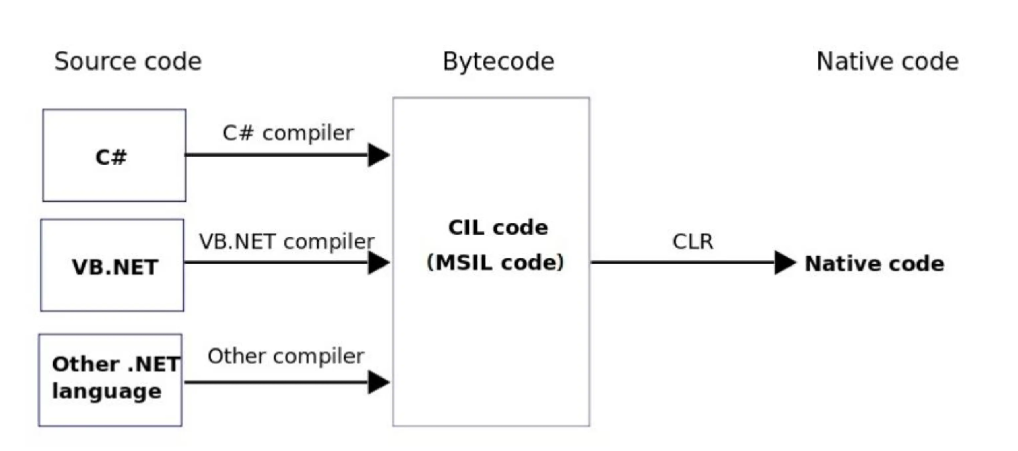 Source code
Bytecode
Native code
C# compiler
C#
CIL code
(MSIL code)
VB.NET compiler
VB.NET
CLR
Native code
Other compiler
Other .NET
language